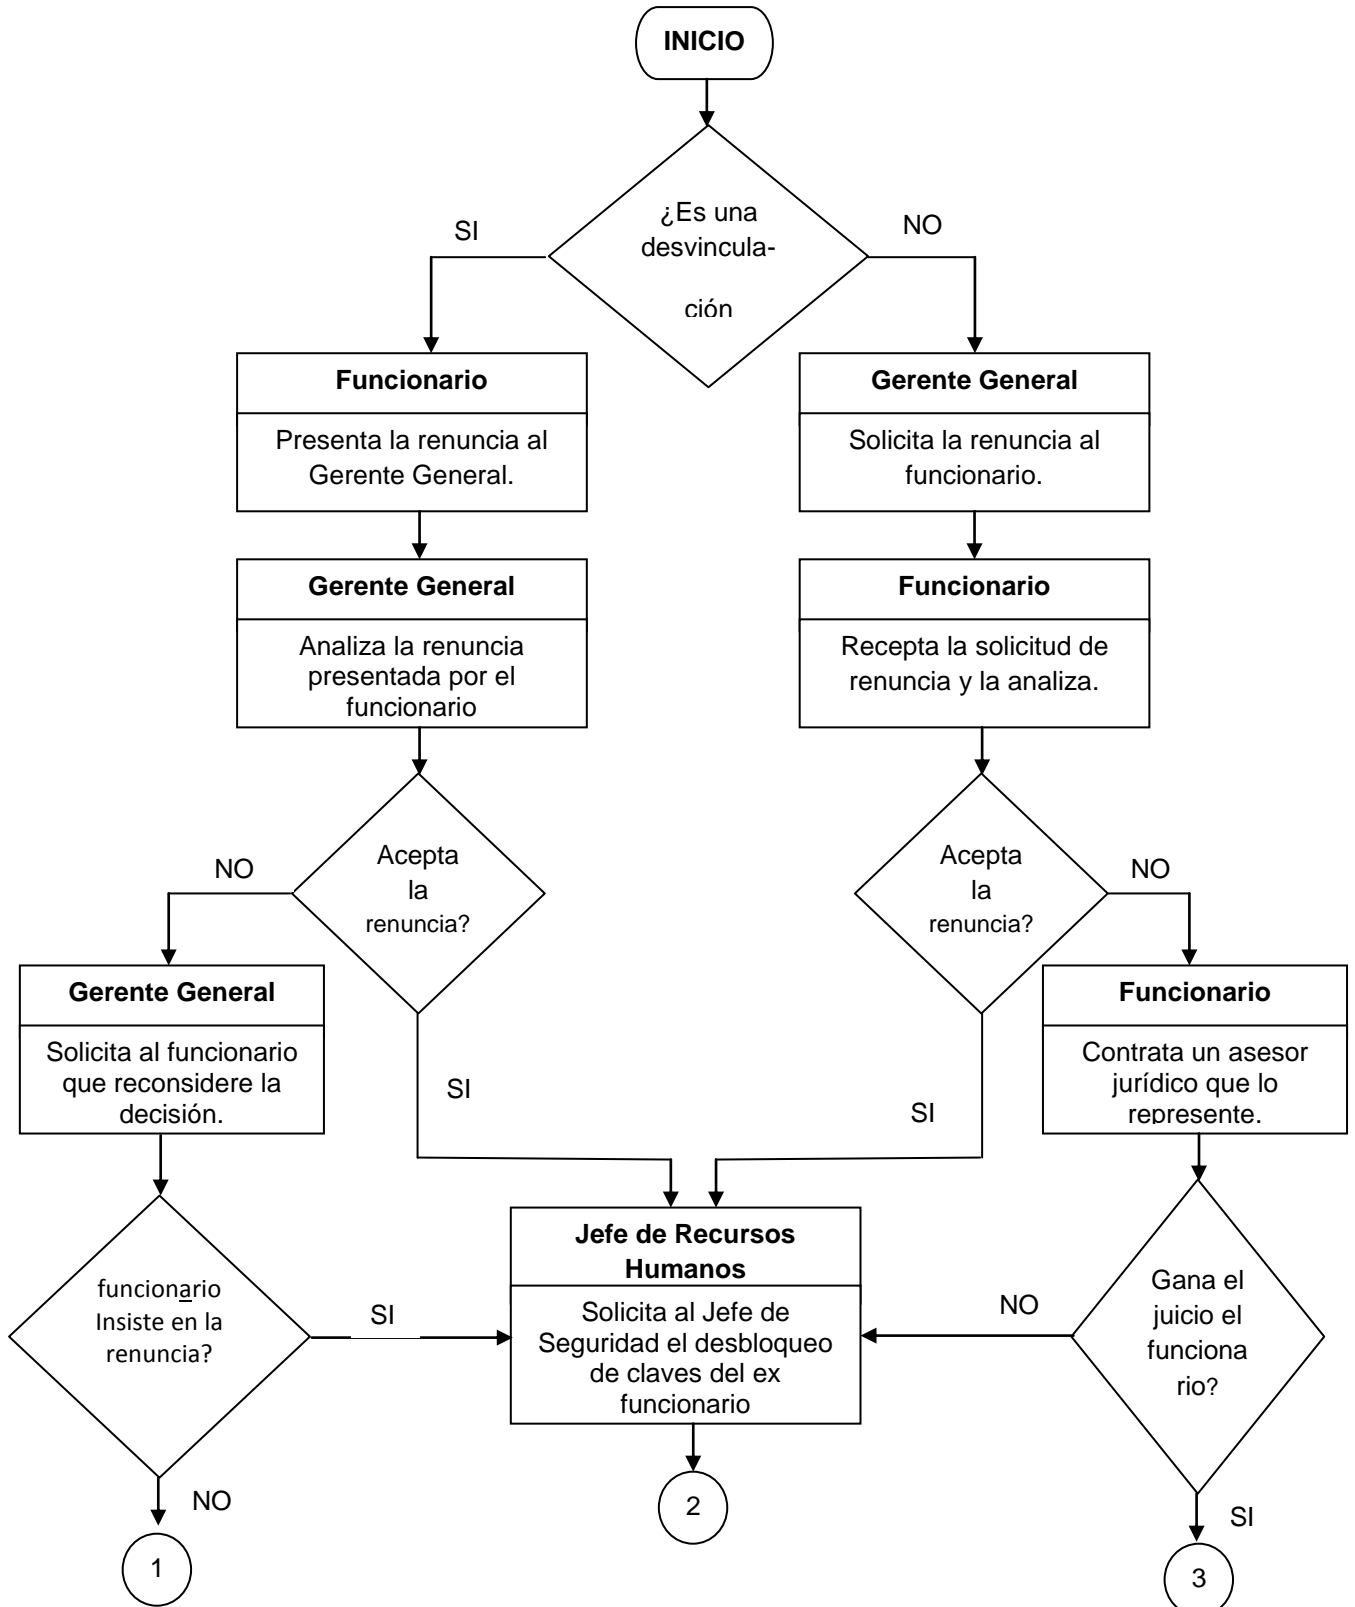 INICIO
¿Es una
desvincula-
ción
SI
NO
Funcionario
Presenta la renuncia al
Gerente General.
Gerente General
Solicita la renuncia al
funcionario.
Gerente General
Analiza la renuncia
presentada por el
funcionario
Funcionario
Recepta la solicitud de
renuncia y la analiza.
Acepta
la
renuncia?
NO
Acepta
la
renuncia?
NO
Gerente General
Solicita al funcionario
que reconsidere la
decisión.
SI
SI
Funcionario
Contrata un asesor
jurídico que lo
represente.
funcionario
Insiste en la
renuncia?
SI
Jefe de Recursos
Humanos
Solicita al Jefe de
Seguridad el desbloqueo
de claves del ex
funcionario
NO
Gana el
juicio el
funciona
rio?
NO
SI
1
2
3